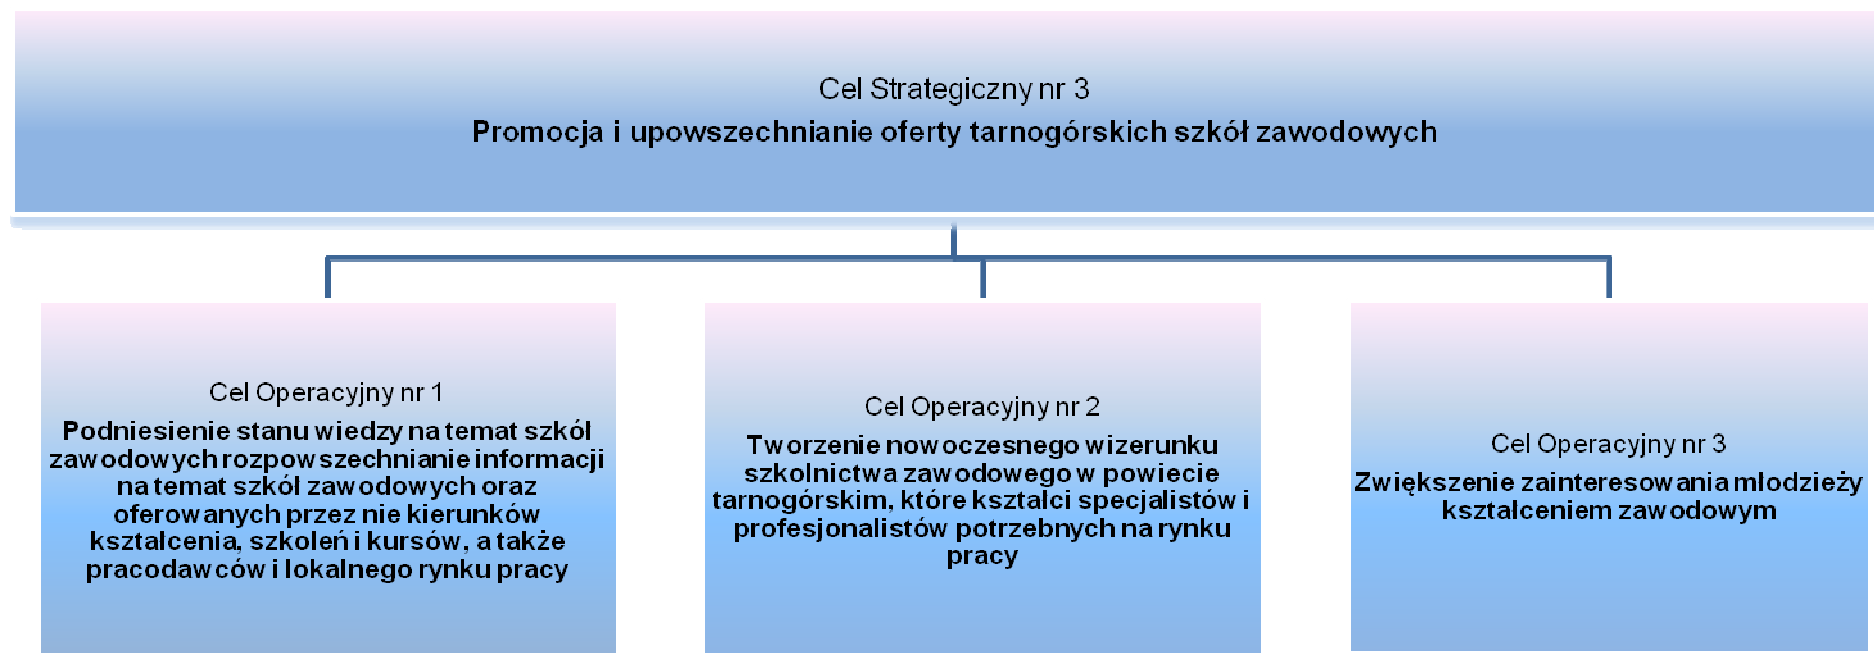 Cel Strategiczny nr 3
Promocja i upowszechnianie oferty tarnogórskich szkół zawodowych
Cel Operacyjny nr 1
Podniesienie stanu wiedzy na temat szkół
zawodowych rozpowszechnianie informacji
na temat szkół zawodowych oraz
oferowanych przez nie kierunków
kształcenia, szkoleń i kursów, a także
pracodawców i lokalnego rynku pracy
Cel Operacyjny nr 2
Tworzenie nowoczesnego wizerunku
szkolnictwa zawodowego w powiecie
tarnogórskim, które kształci specjalistów i
profesjonalistów potrzebnych na rynku
pracy
Cel Operacyjny nr 3
Zwiększenie zainteresowania młodzieży
kształceniem zawodowym